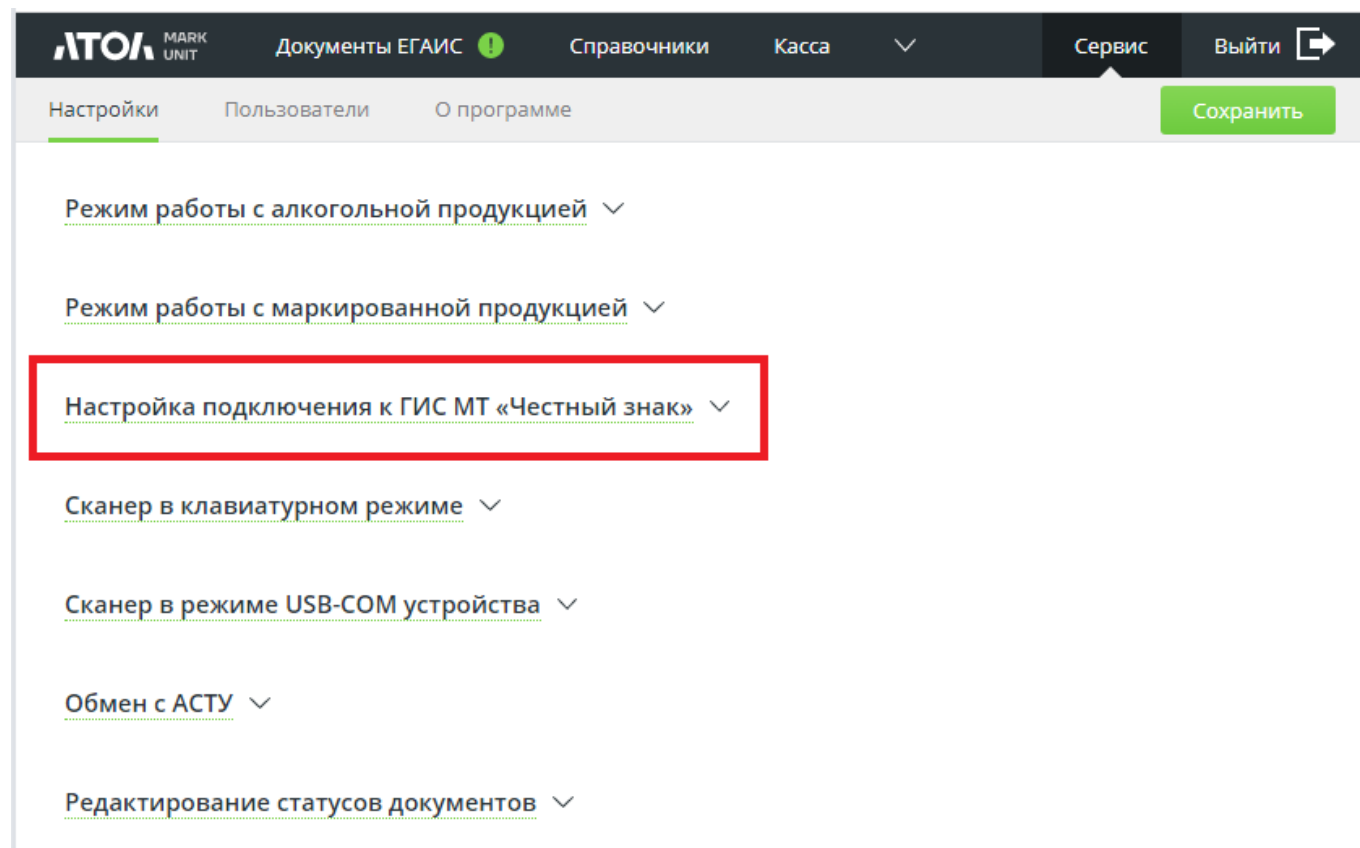 АТОЛ MARK UNIT Документы ЕГАИС ! Справочники Касса Сервис Выйти
Настройки Пользователи О программе Сохранить
Режим работы с алкогольной продукцией
Режим работы с маркированной продукцией
Настройка подключения к ГИС МТ «Честный знак»
Сканер в клавиатурном режиме
Сканер в режиме USB-COM устройства
Обмен с АСТУ
Редактирование статусов документов